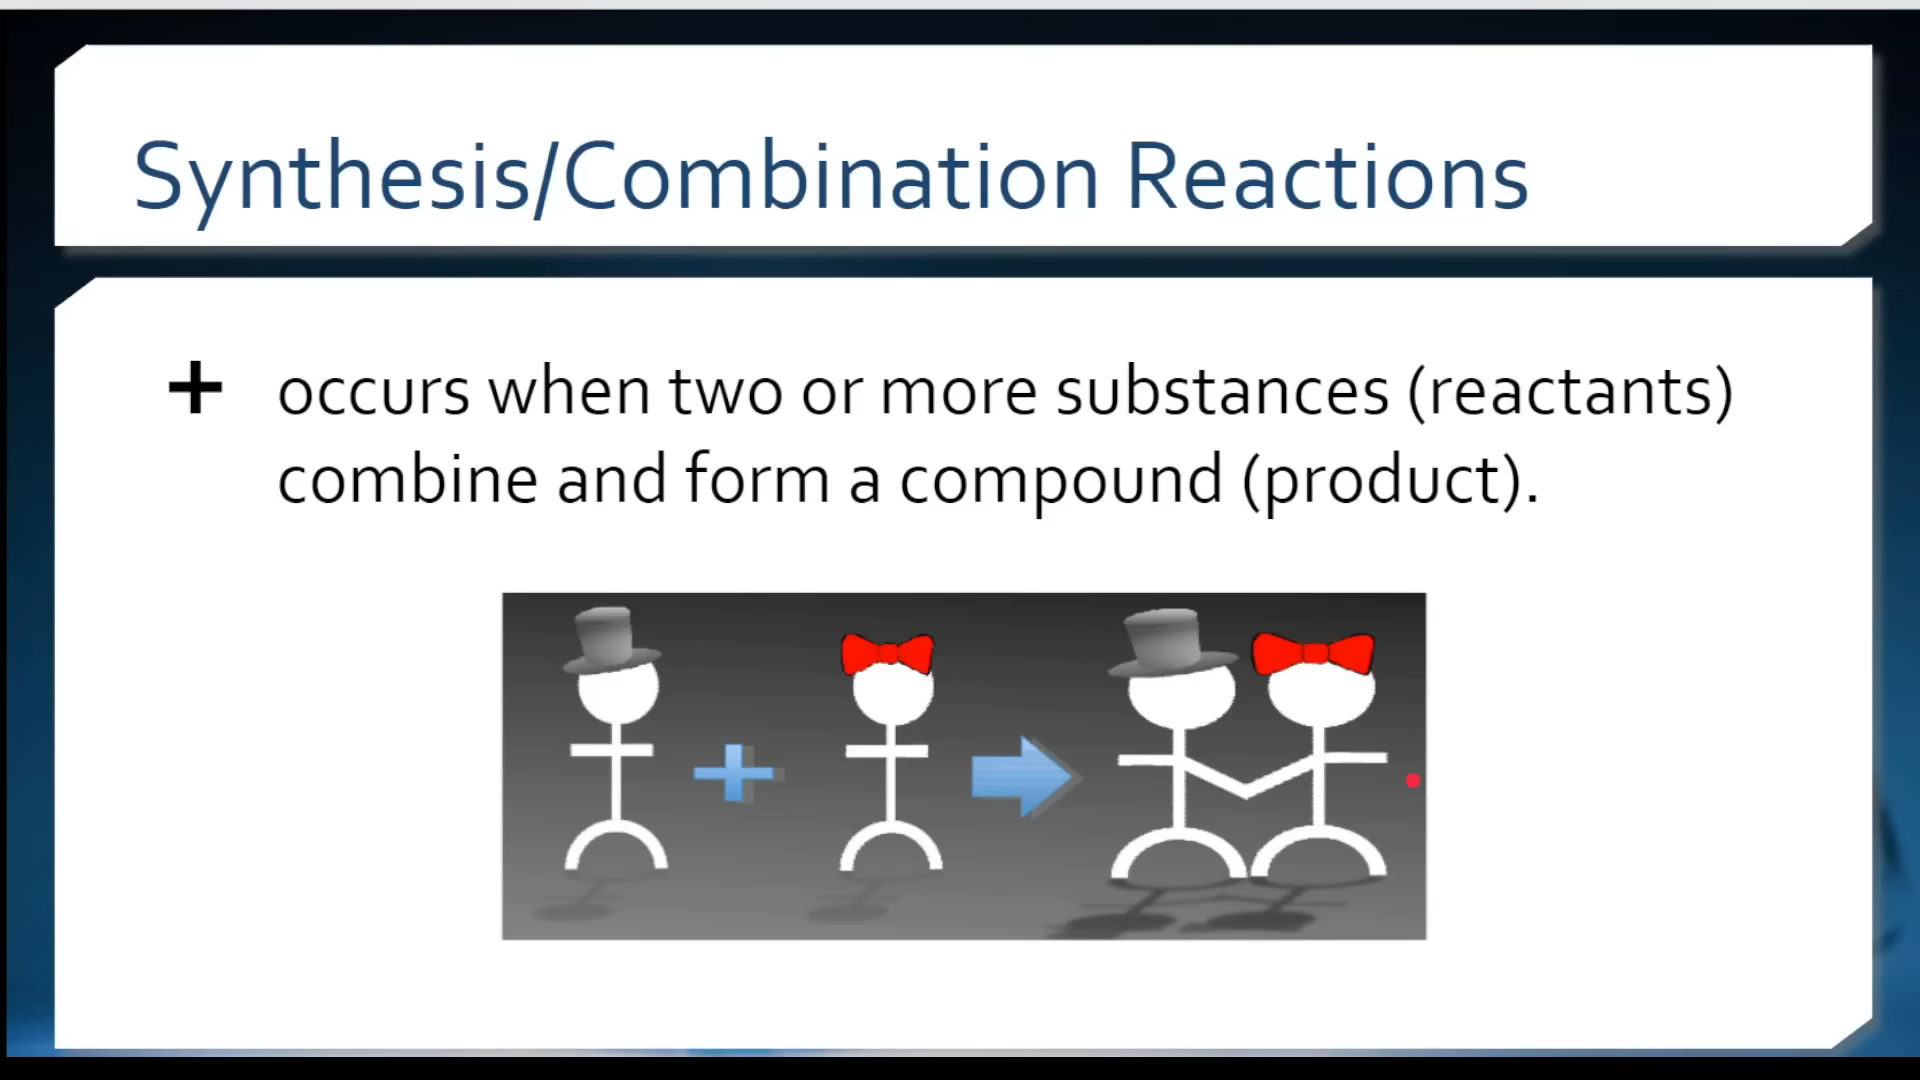 Synthesis/Combination Reactions
+ occurs when two or more substances (reactants)
combine and form a compound (product).
+